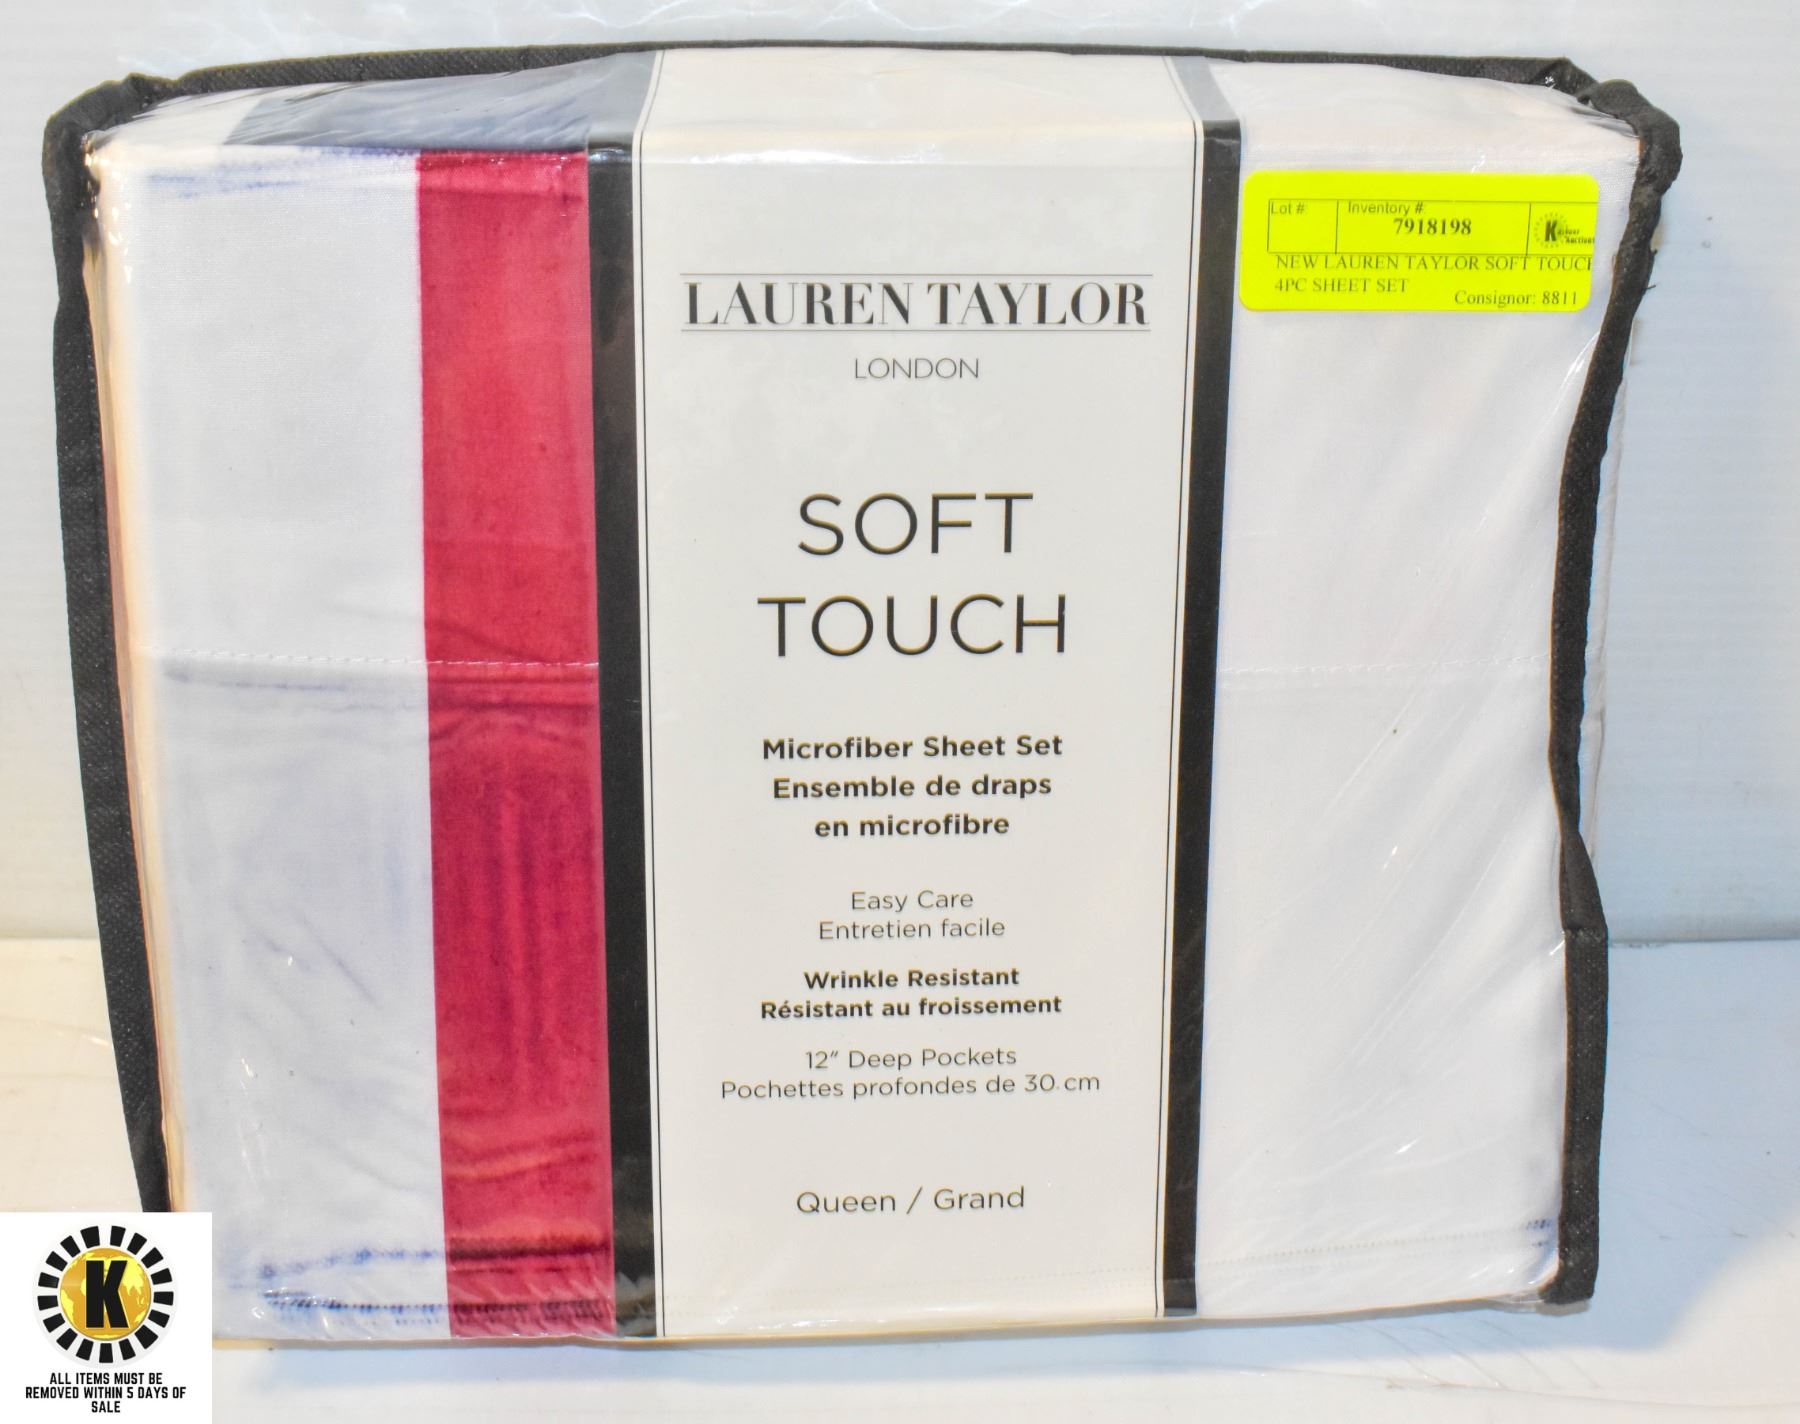 LAUREN TAYLOR
LONDON
SOFT
TOUCH
Microfiber Sheet Set
Ensemble de draps
en microfibre
Easy Care
Entretien facile
Wrinkle Resistant
Résistant au froissement
12" Deep Pockets
Pochettes profondes de 30 cm
Queen / Grand
Lot #: Inventory #:
7918198
K
Auctions
NEW LAUREN TAYLOR SOFT TOUCH
4PC SHEET SET
Consignor: 8811
K
ALL ITEMS MUST BE
REMOVED WITHIN 5 DAYS OF
SALE